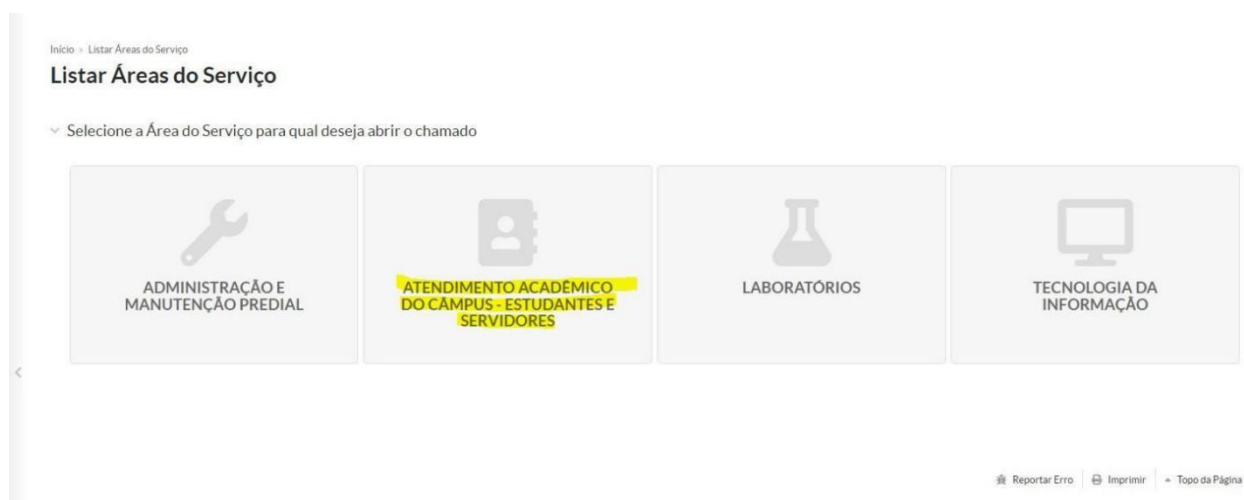 Início » Listar Áreas do Serviço
Listar Áreas do Serviço
Selecione a Área do Serviço para qual deseja abrir o chamado
ADMINISTRAÇÃO E
MANUTENÇÃO PREDIAL
ATENDIMENTO ACADÊMICO
DO CÂMPUS - ESTUDANTES E
SERVIDORES
LABORATÓRIOS
TECNOLOGIA DA
INFORMAÇÃO
Reportar Erro
Imprimir
Topo da Página